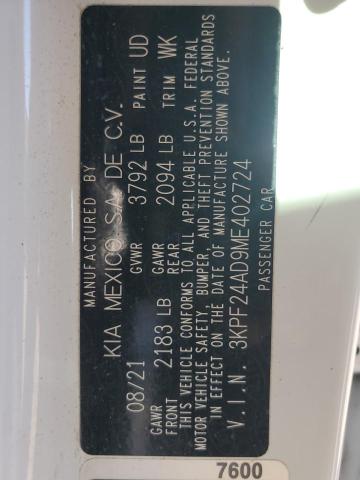 MANUFACTURED BY
KIA MEXICO S.A. DE C.V.
08/21 GVWR 3792 LB PAINT UD
GAWR FRONT 2183 LB GAWR REAR 2094 LB TRIM WK
THIS VEHICLE CONFORMS TO ALL APPLICABLE U.S.A. FEDERAL
MOTOR VEHICLE SAFETY, BUMPER, AND THEFT PREVENTION STANDARDS
IN EFFECT ON THE DATE OF MANUFACTURE SHOWN ABOVE.
V.I.N. 3KPF24AD9ME402724
PASSENGER CAR
7600